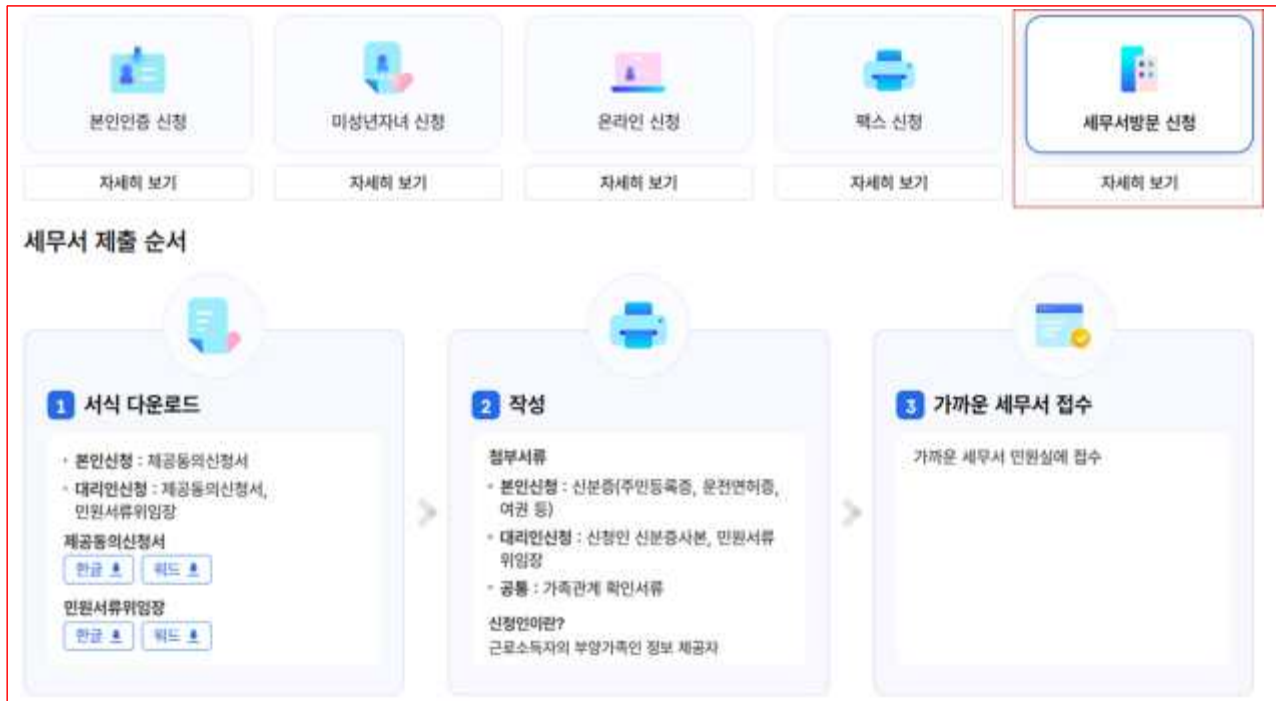 본인인증 신청
미성년자녀 신청
온라인 신청
팩스 신청
세무서방문 신청
자세히 보기
자세히 보기
자세히 보기
자세히 보기
자세히 보기
세무서 제출 순서
1 서식 다운로드
• 본인신청 : 제공동의신청서
• 대리인신청 : 제공동의신청서,
민원서류위임장
제공동의신청서
한글
워드
민원서류위임장
한글
워드
2 작성
첨부서류
• 본인신청 : 신분증(주민등록증, 운전면허증,
여권 등)
• 대리인신청 : 신청인 신분증사본, 민원서류
위임장
• 공통 : 가족관계 확인서류
신청인이란?
근로소득자의 부양가족인 정보 제공자
3 가까운 세무서 접수
가까운 세무서 민원실에 접수